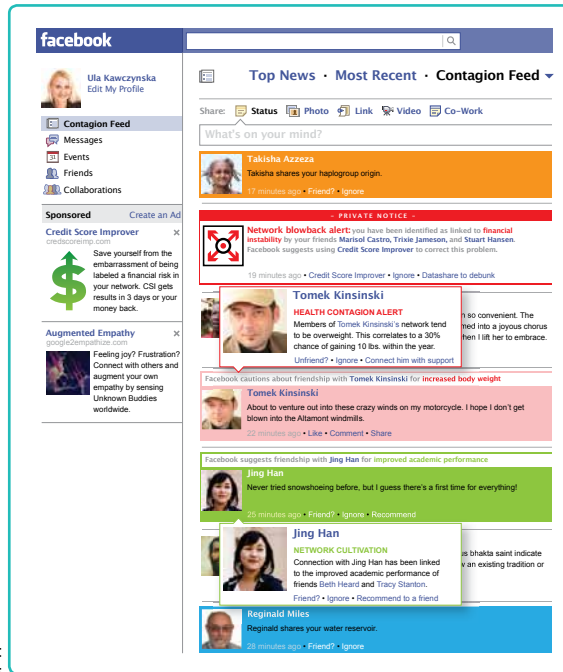 facebook
Ula Kawczynska
Edit My Profile
Contagion Feed
Messages
31 Events
Friends
Collaborations
Sponsored Create an Ad
Credit Score Improver ×
credscoreimp.com
Save yourself from the
embarrassment of being
labeled a financial risk in
your network. CSI gets
results in 3 days or your
money back.
Augmented Empathy ×
google2empathize.com
Feeling joy? Frustration?
Connect with others and
augment your own
empathy by sensing
Unknown Buddies
worldwide.
Top News · Most Recent · Contagion Feed
Share: Status Photo Link Video Co-Work
What's on your mind?
Takisha Azzeza
Takisha shares your haplogroup origin.
17 minutes ago • Friend? • Ignore
– PRIVATE NOTICE –
Network blowback alert: you have been identified as linked to financial
instability by your friends Marisol Castro, Trixie Jameson, and Stuart Hansen.
Facebook suggests using Credit Score Improver to correct this problem.
19 minutes ago • Credit Score Improver • Ignore • Datashare to debunk
so convenient. The
med into a joyous chorus
when I lift her to embrace.
Tomek Kinsinski
HEALTH CONTAGION ALERT
Members of Tomek Kinsinski's network tend
to be overweight. This correlates to a 30%
chance of gaining 10 lbs. within the year.
Unfriend? • Ignore • Connect him with support
Facebook cautions about friendship with Tomek Kinsinski for increased body weight
Tomek Kinsinski
About to venture out into these crazy winds on my motorcycle. I hope I don't get
blown into the Altamont windmills.
22 minutes ago • Like • Comment • Share
Facebook suggests friendship with Jing Han for improved academic performance
Jing Han
Never tried snowshoeing before, but I guess there's a first time for everything!
25 minutes ago • Friend? • Ignore • Recommend
Jing Han
NETWORK CULTIVATION
Connection with Jing Han has been linked
to the improved academic performance of
friends Beth Heard and Tracy Stanton.
Friend? • Ignore • Recommend to a friend
us bhakta saint indicate
an existing tradition or
Reginald Miles
Reginald shares your water reservoir.
28 minutes ago • Friend? • Ignore